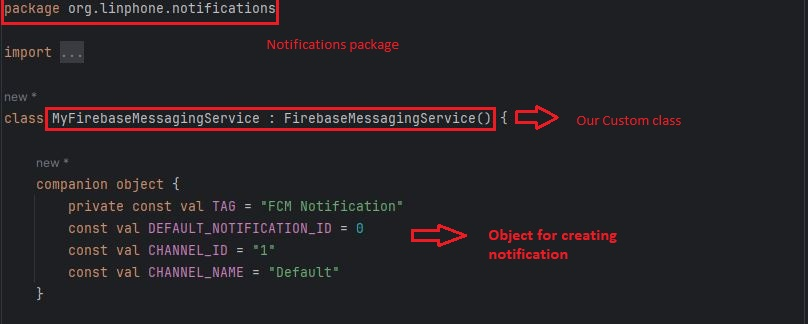 package org.linphone.notifications
Notifications package
import ...
new *
class MyFirebaseMessagingService : FirebaseMessagingService() {
Our Custom class
new *
companion object {
private const val TAG = "FCM Notification"
const val DEFAULT_NOTIFICATION_ID = 0
const val CHANNEL_ID = "1"
const val CHANNEL_NAME = "Default"
}
Object for creating
notification